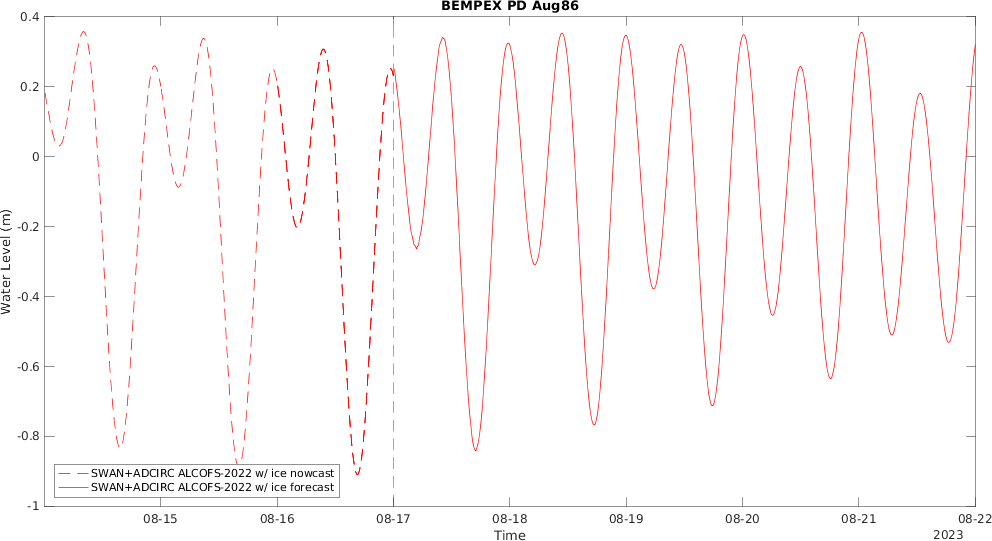 BEMPEX PD Aug86
Water Level (m)
0.4
0.2
0
-0.2
-0.4
-0.6
-0.8
-1
SWAN+ADCIRC ALCOFS-2022 w/ ice nowcast
SWAN+ADCIRC ALCOFS-2022 w/ ice forecast
08-15 08-16 08-17 08-18 08-19 08-20 08-21 08-22
Time
2023